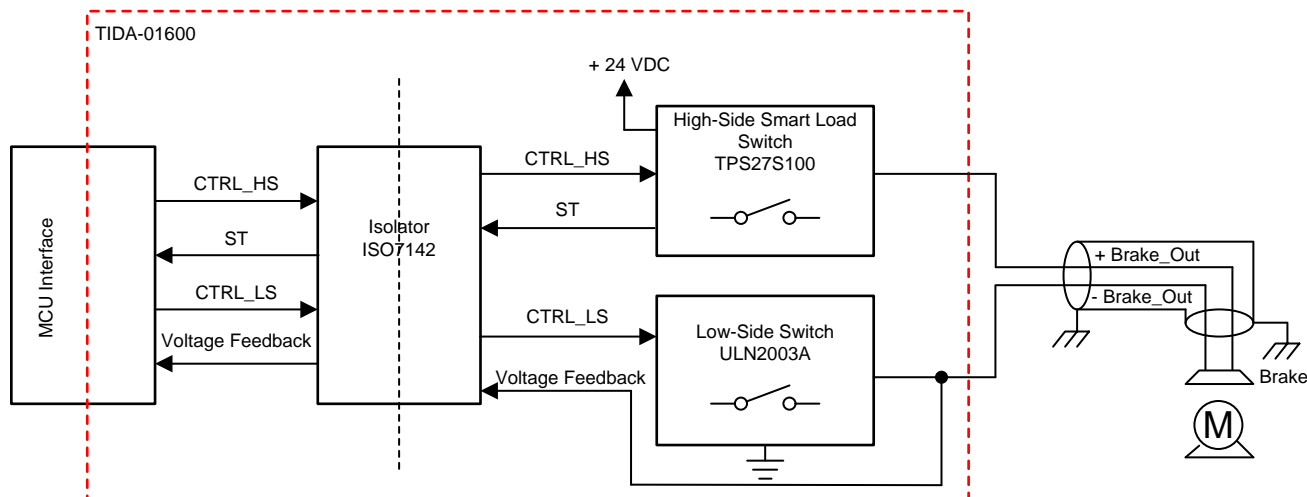 TIDA-01600
+ 24 VDC
High-Side Smart Load
Switch
TPS27S100
CTRL_HS
CTRL_HS
ST
ST
Isolator
ISO7142
MCU Interface
+ Brake_Out
- Brake_Out
CTRL_LS
CTRL_LS
Low-Side Switch
ULN2003A
Voltage Feedback
Voltage Feedback
Brake
M